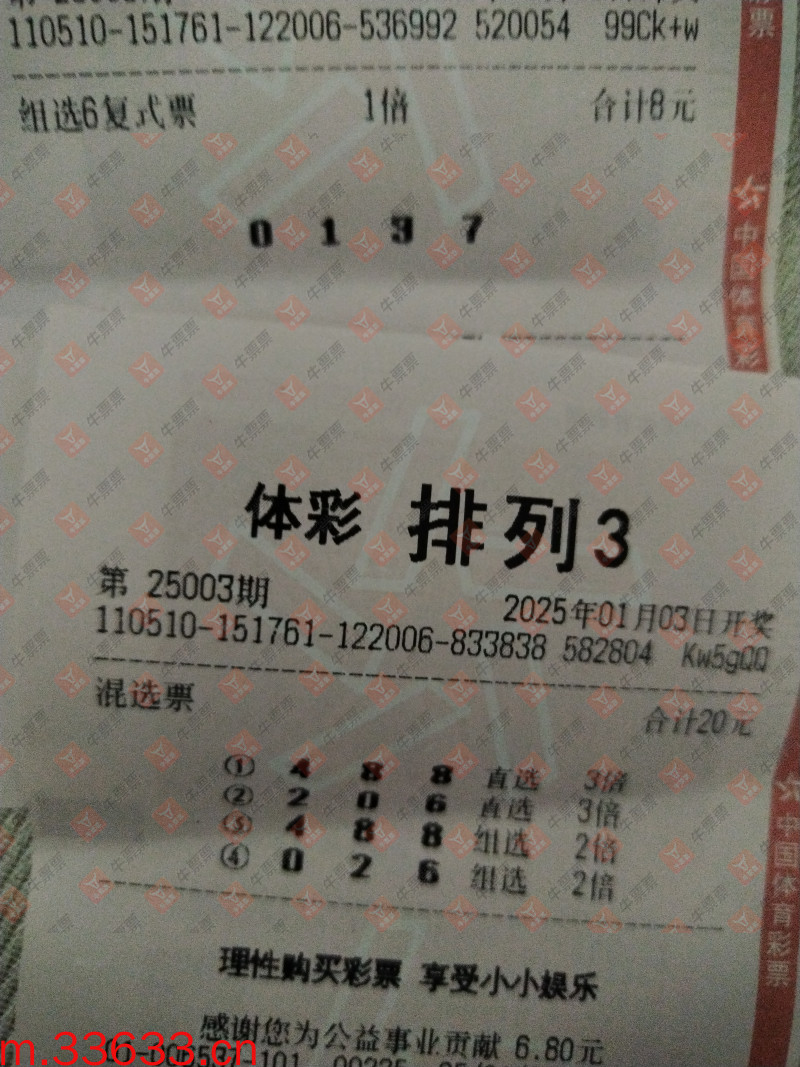 110510-151761-122006-536992 520054 99Ck+w
组选6复式票 1倍 合计8元
0 1 3 7
中国体育彩
体彩 排列3
第 25003期
2025年01月03日开奖
110510-151761-122006-833838 582804 Kw5gQQ
混选票
合计20元
① 4 8 8 直选 3倍
② 2 0 6 直选 3倍
③ 4 8 8 组选 2倍
④ 0 2 6 组选 2倍
中国体育彩票
理性购买彩票 享受小小娱乐
感谢您为公益事业贡献 6.80元
m.33633.cn
牛票票